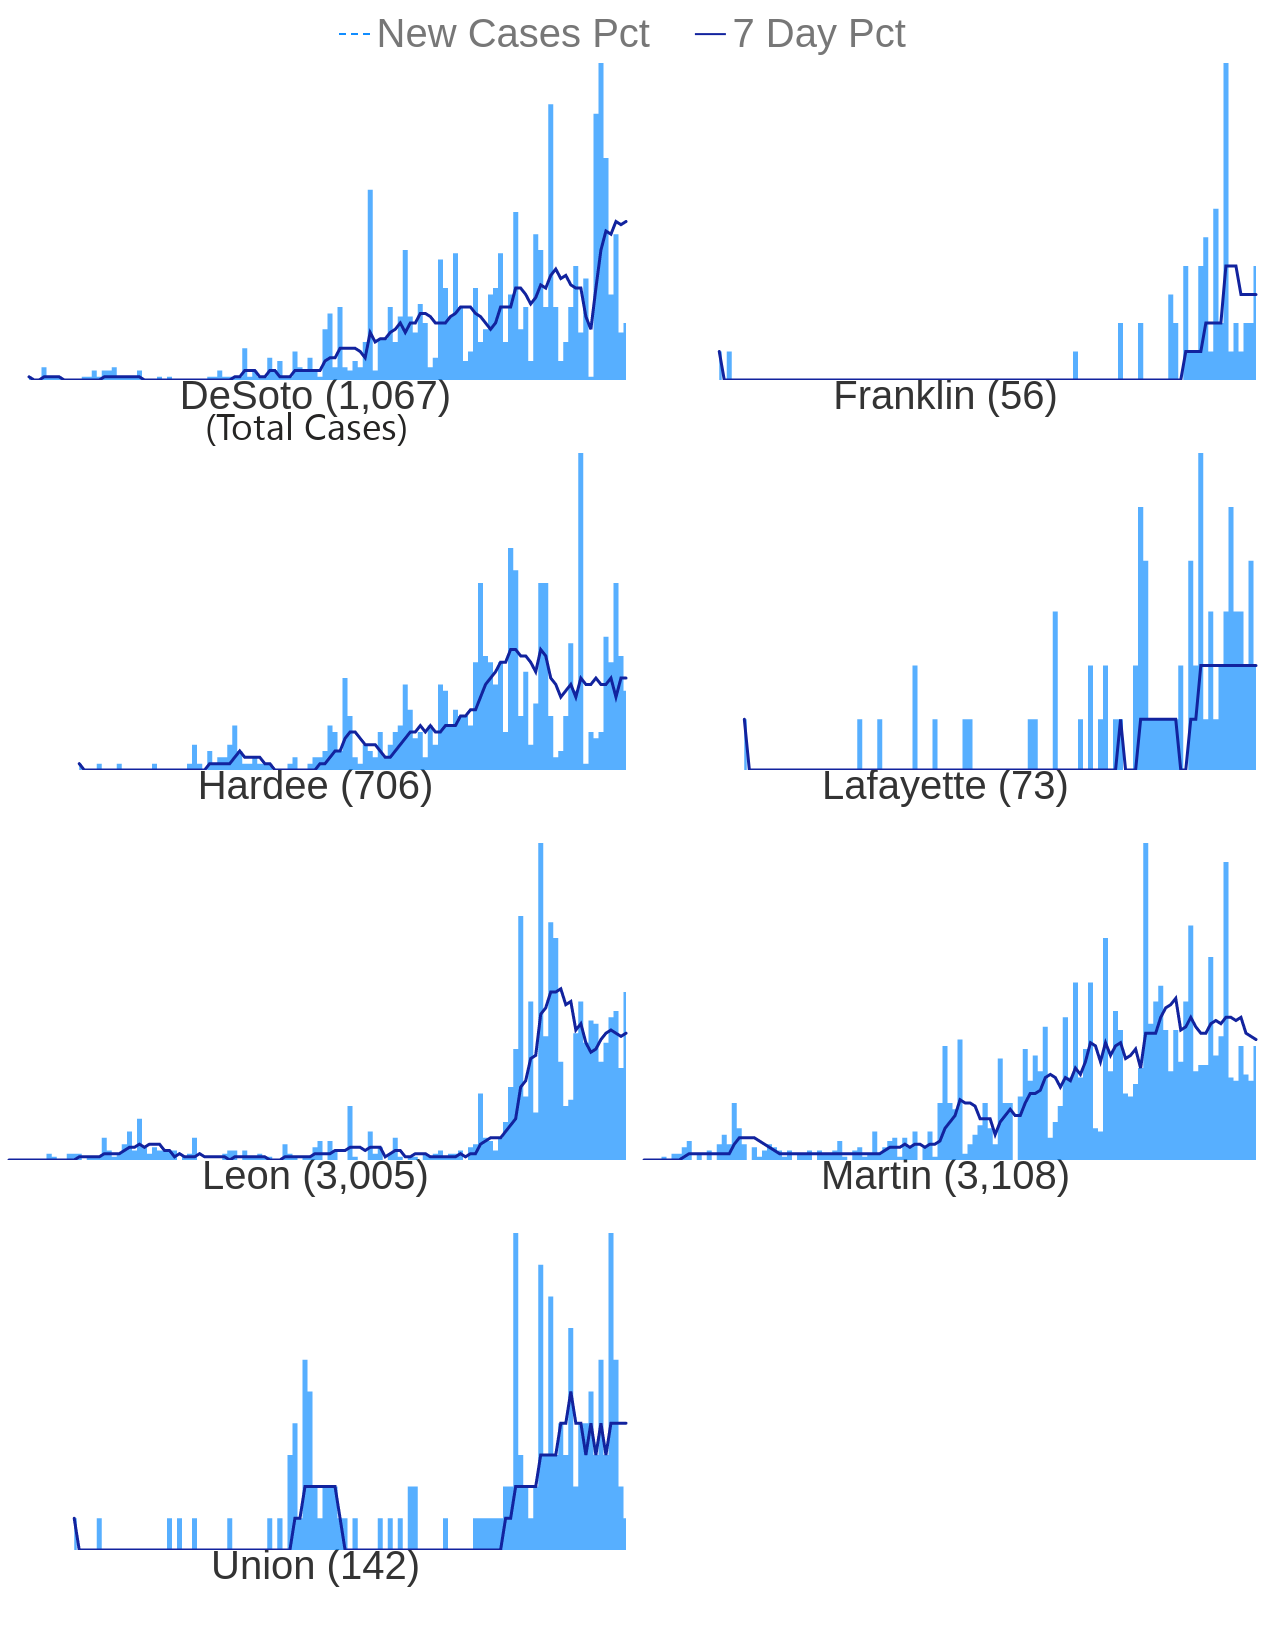 New Cases Pct 7 Day Pct
DeSoto (1,067) Franklin (56)
(Total Cases)
Hardee (706) Lafayette (73)
Leon (3,005) Martin (3,108)
Union (142)